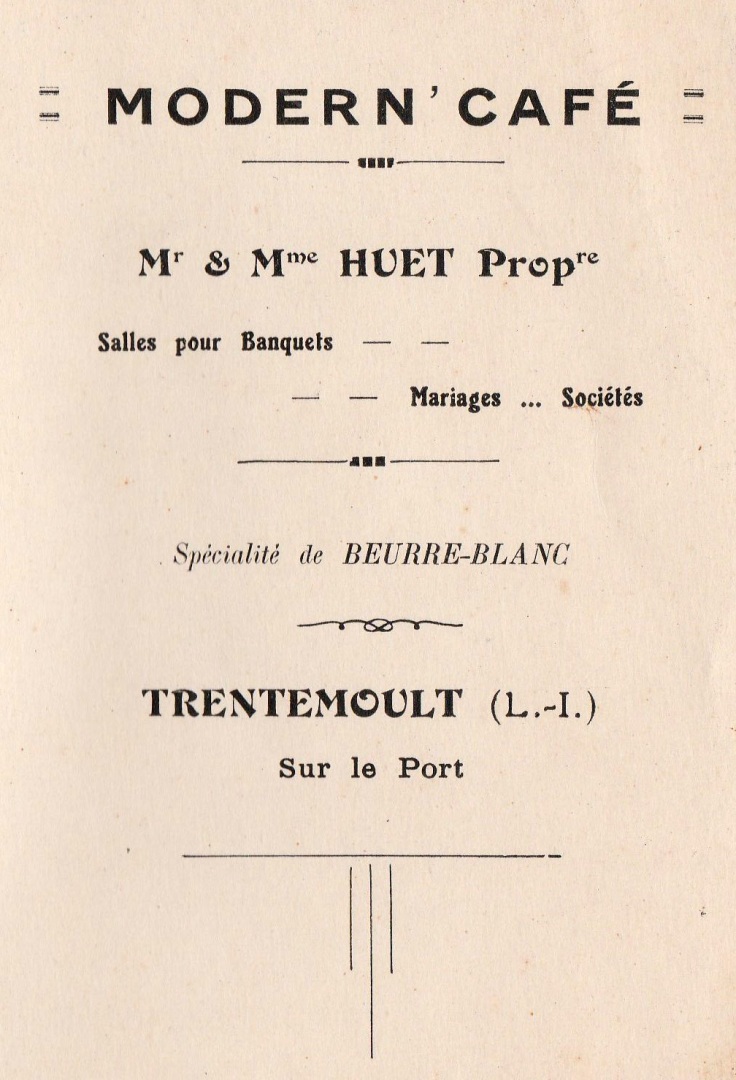 MODERN' CAFÉ
Mr & Mme HUET Propre
Salles pour Banquets — —
— — Mariages ... Sociétés
Spécialité de BEURRE-BLANC
TRENTEMOULT (L.-I.)
Sur le Port